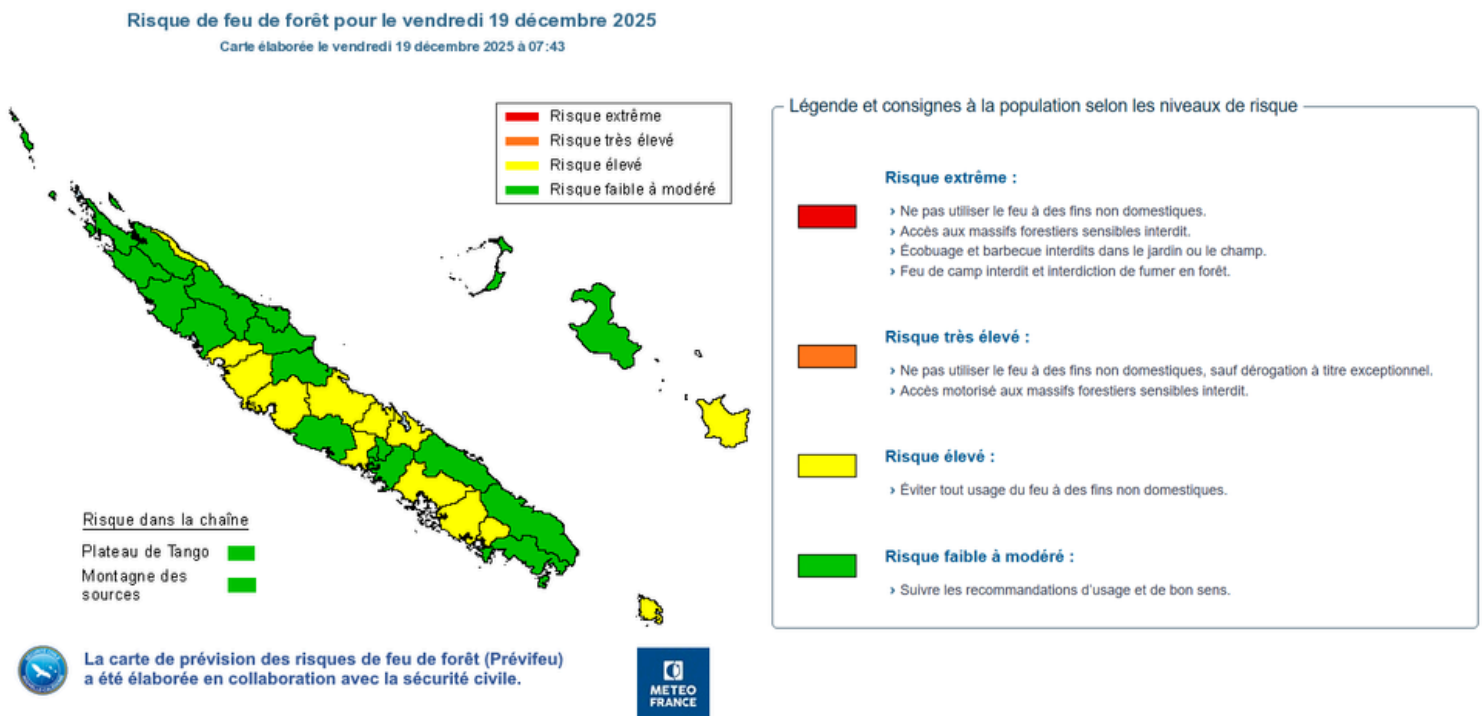 Risque de feu de forêt pour le vendredi 19 décembre 2025
Carte élaborée le vendredi 19 décembre 2025 à 07:43
Risque extrême
Risque très élevé
Risque élevé
Risque faible à modéré
Risque dans la chaîne
Plateau de Tango
Montagne des
sources
La carte de prévision des risques de feu de forêt (Prévifeu)
a été élaborée en collaboration avec la sécurité civile.
METEO
FRANCE
Légende et consignes à la population selon les niveaux de risque
Risque extrême :
› Ne pas utiliser le feu à des fins non domestiques.
› Accès aux massifs forestiers sensibles interdit.
› Écobuage et barbecue interdits dans le jardin ou le champ.
› Feu de camp interdit et interdiction de fumer en forêt.
Risque très élevé :
› Ne pas utiliser le feu à des fins non domestiques, sauf dérogation à titre exceptionnel.
› Accès motorisé aux massifs forestiers sensibles interdit.
Risque élevé :
› Éviter tout usage du feu à des fins non domestiques.
Risque faible à modéré :
› Suivre les recommandations d'usage et de bon sens.